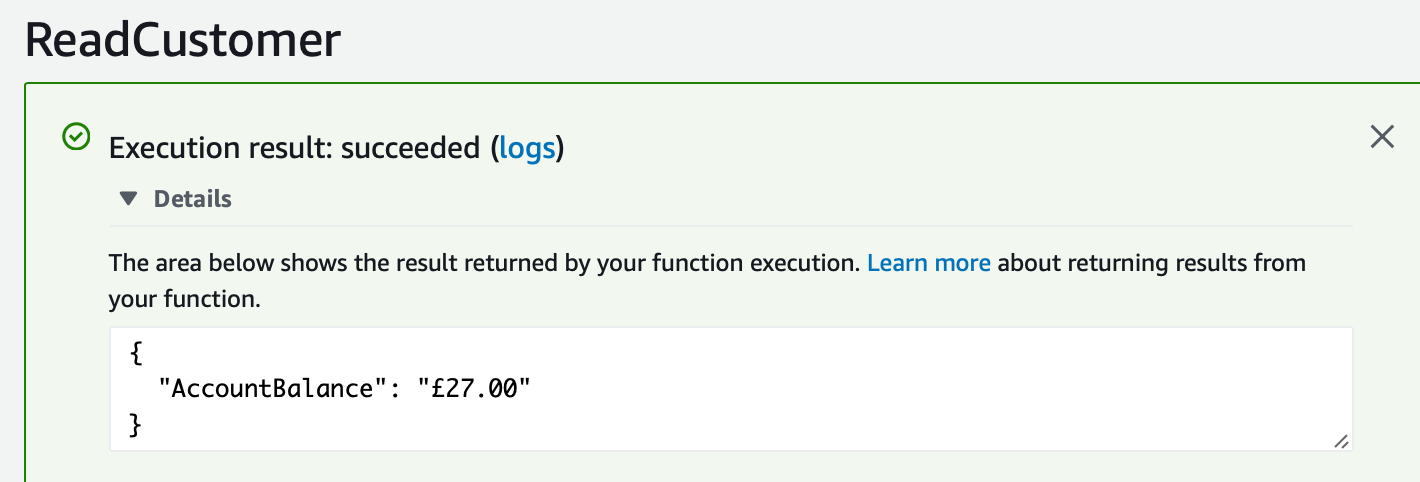 ReadCustomer
Execution result: succeeded (logs)
Details
The area below shows the result returned by your function execution. Learn more about returning results from
your function.
{
  "AccountBalance": "£27.00"
}